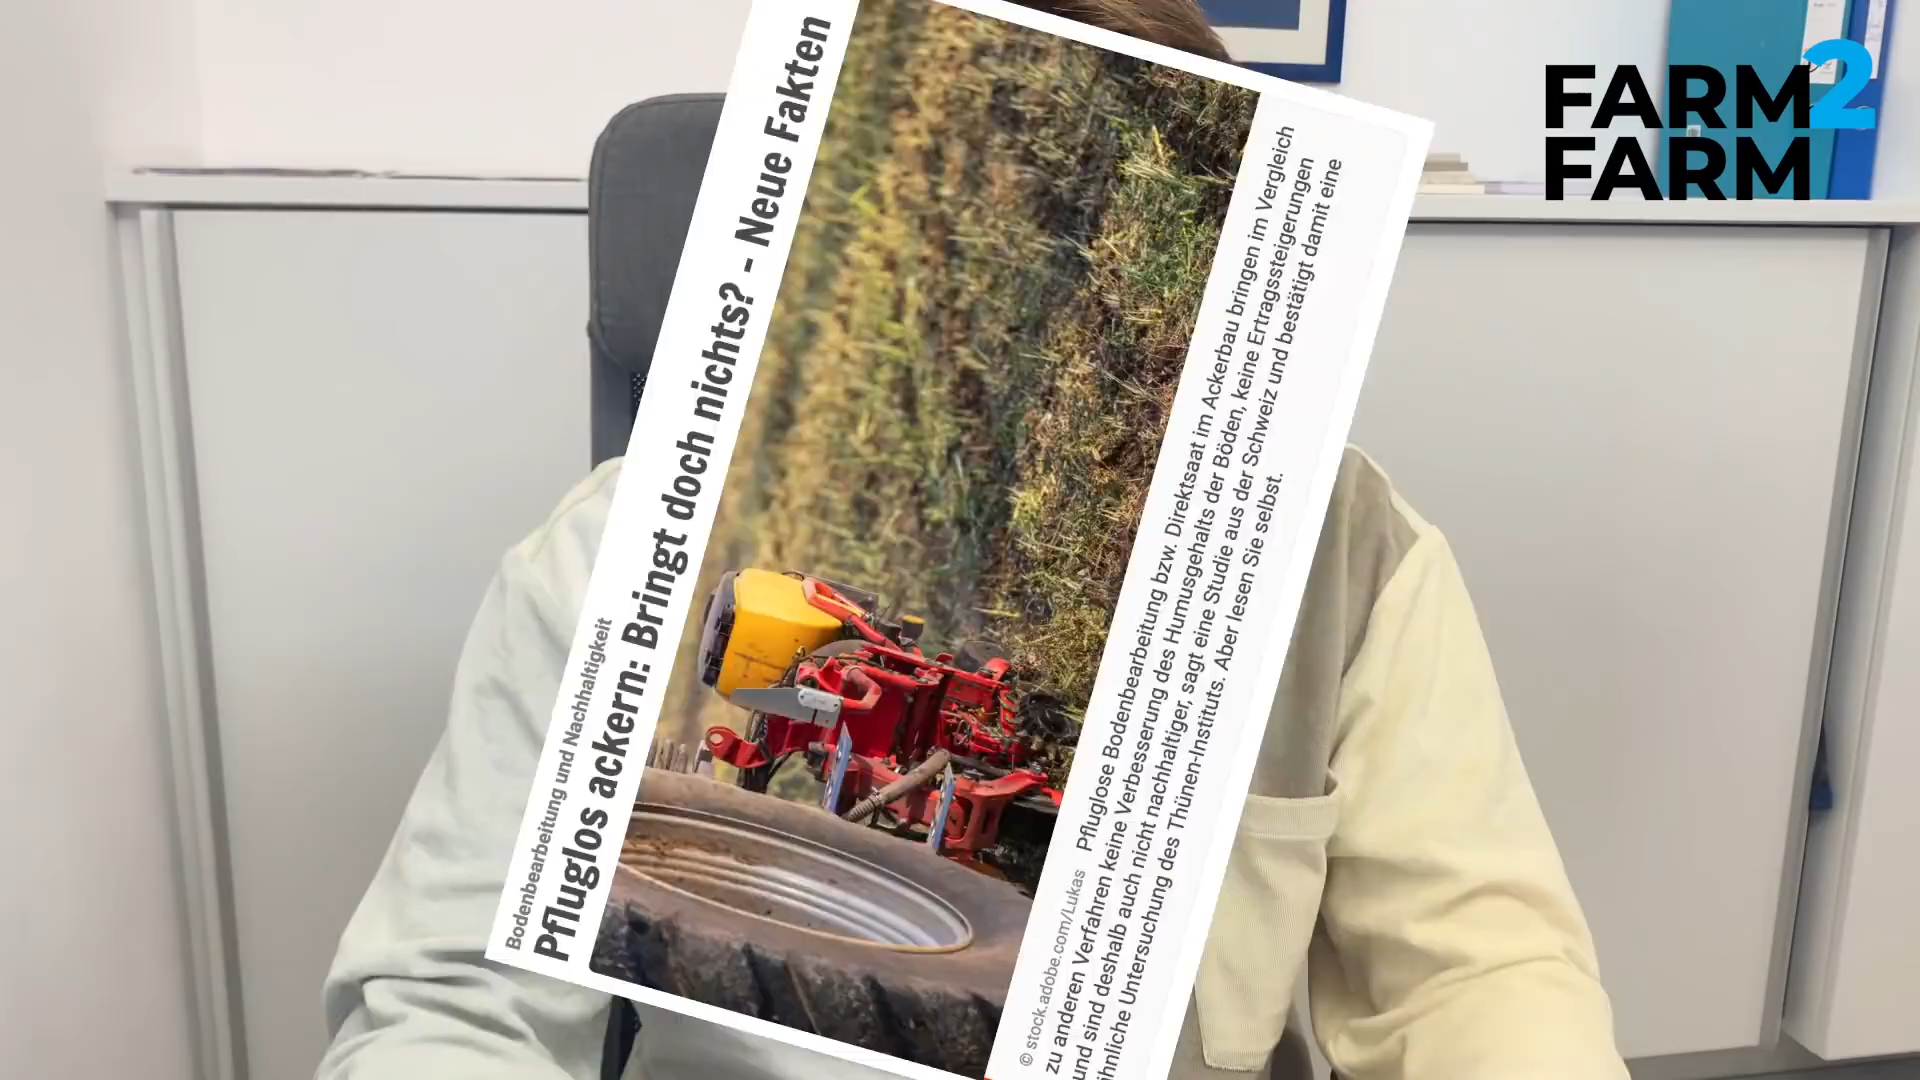 FARM2
FARM
Bodenbearbeitung und Nachhaltigkeit
Pfluglos ackern: Bringt doch nichts? - Neue Fakten
© stock.adobe.com/Lukas
Pfluglose Bodenbearbeitung bzw. Direktsaat im Ackerbau bringen im Vergleich
zu anderen Verfahren keine Verbesserung des Humusgehalts der Böden, keine Ertragssteigerungen
und sind deshalb auch nicht nachhaltiger, sagt eine Studie aus der Schweiz und bestätigt damit eine
ähnliche Untersuchung des Thünen-Instituts. Aber lesen Sie selbst.